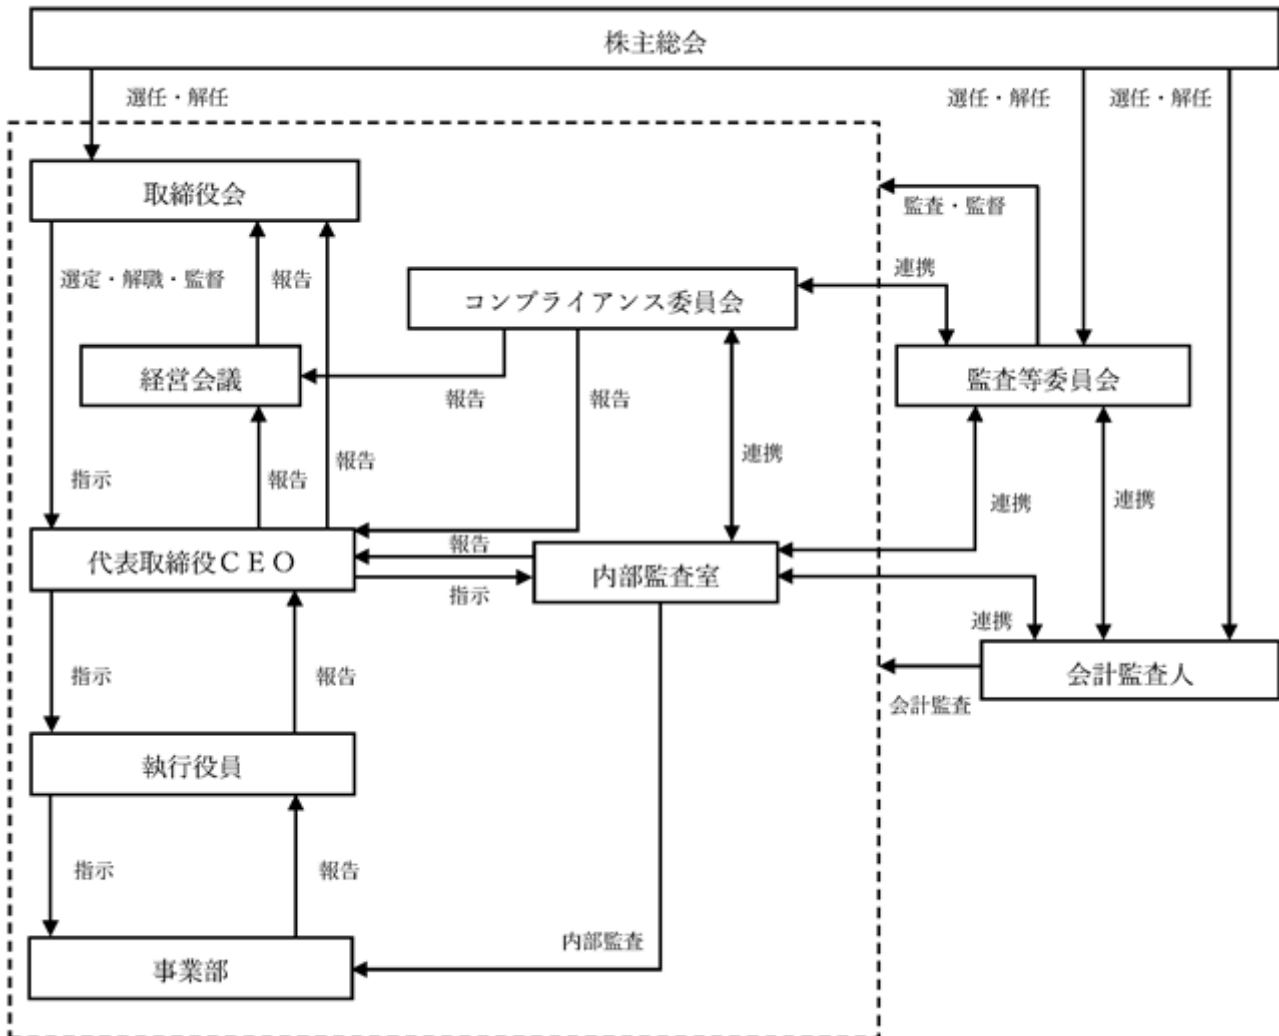 株主総会
選任・解任
選任・解任
選任・解任
取締役会
監査・監督
選定・解職・監督
報告
連携
コンプライアンス委員会
経営会議
監査等委員会
報告
報告
報告
連携
指示
報告
連携
連携
代表取締役ＣＥＯ
報告
内部監査室
指示
連携
指示
報告
会計監査人
会計監査
執行役員
指示
報告
内部監査
事業部